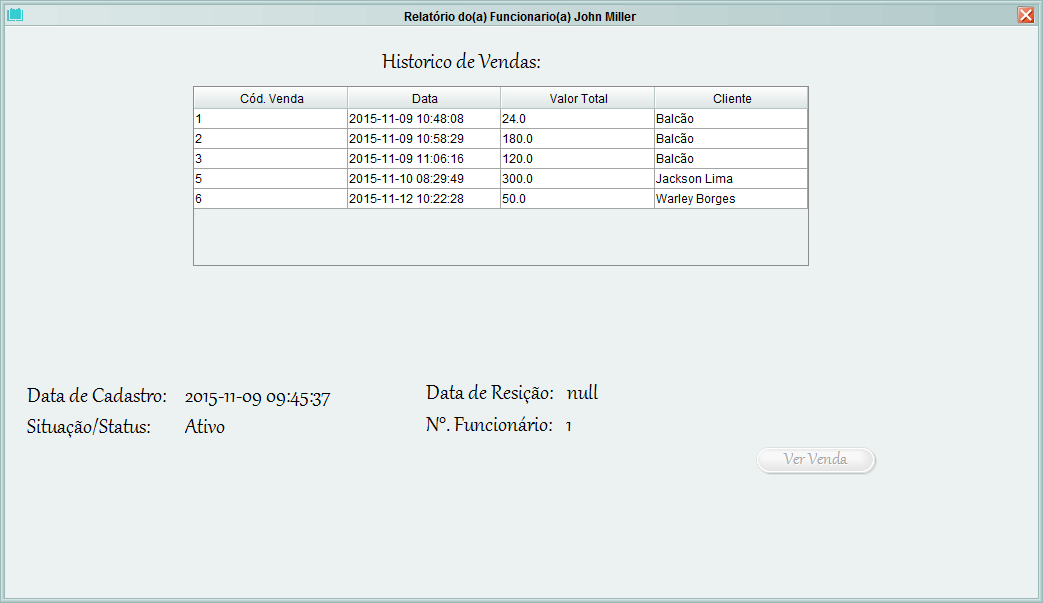 Relatório do(a) Funcionario(a) John Miller
Historico de Vendas:
Cód. Venda Data Valor Total Cliente
1 2015-11-09 10:48:08 24.0 Balcão
2 2015-11-09 10:58:29 180.0 Balcão
3 2015-11-09 11:06:16 120.0 Balcão
5 2015-11-10 08:29:49 300.0 Jackson Lima
6 2015-11-12 10:22:28 50.0 Warley Borges
Data de Cadastro: 2015-11-09 09:45:37 Data de Resição: null
Situação/Status: Ativo Nº. Funcionário: 1
Ver Venda